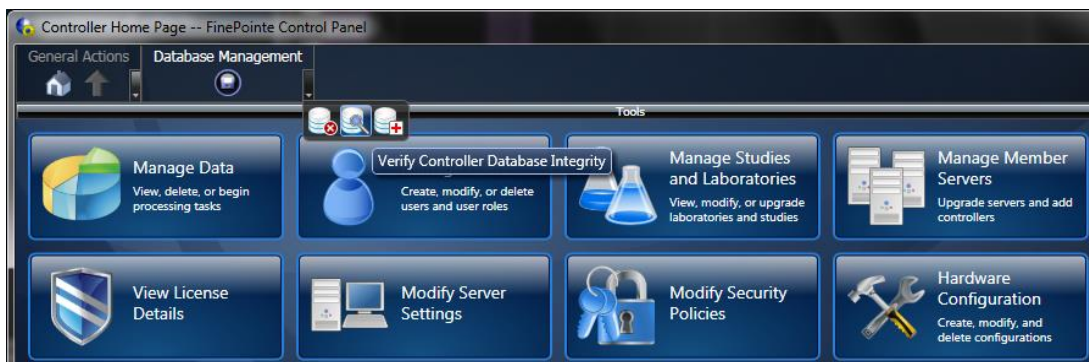 Controller Home Page -- FinePointe Control Panel
General Actions
Database Management
Tools
Verify Controller Database Integrity
Manage Data
View, delete, or begin
processing tasks
Create, modify, or delete
users and user roles
Manage Studies
and Laboratories
View, modify, or upgrade
laboratories and studies
Manage Member
Servers
Upgrade servers and add
controllers
View License
Details
Modify Server
Settings
Modify Security
Policies
Hardware
Configuration
Create, modify, and
delete configurations